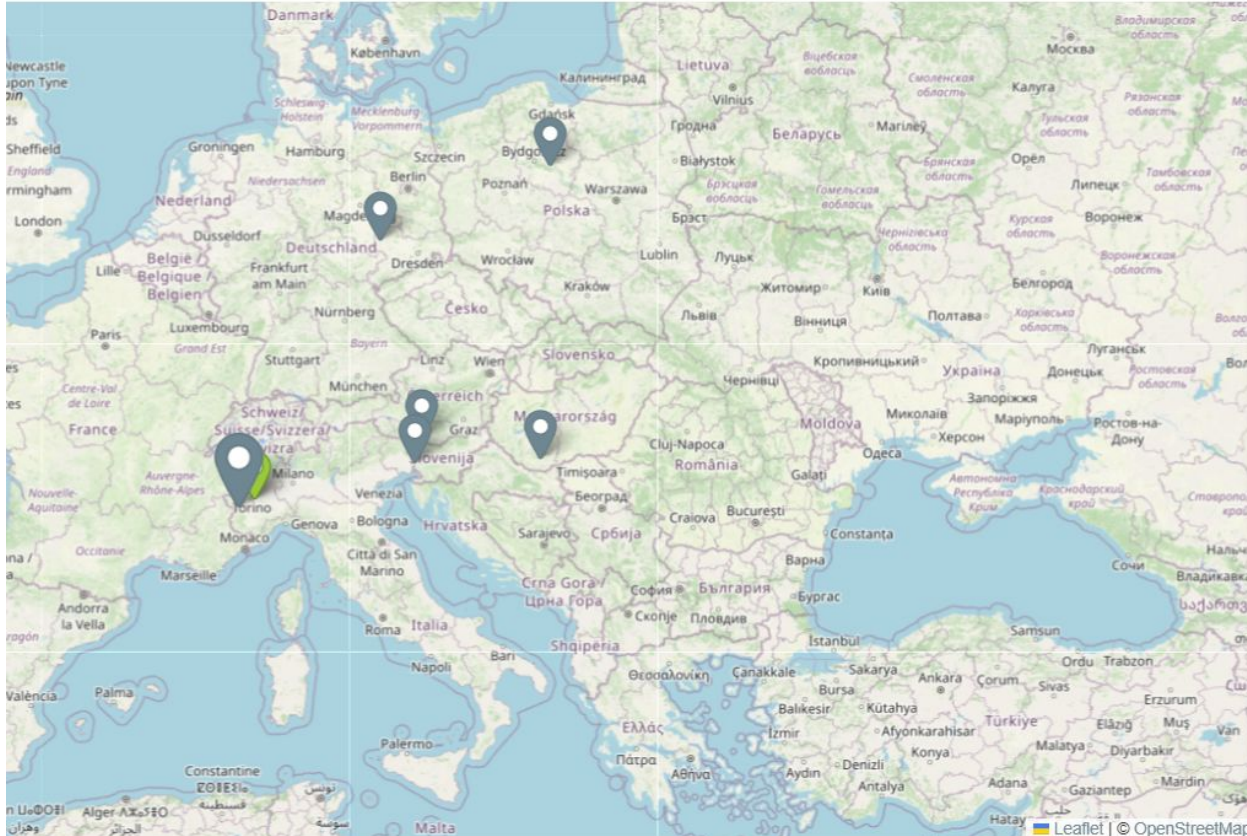 Danmark
København
Newcastle
upon Tyne
Sheffield
England
London
Калининград
Lietuva
Vilnius
Віцебская
вобласць
Смоленская
область
Москва
Владимирская
область
Калуга
Рязанская
область
Тульская
область
Schleswig-
Holstein
Mecklenburg-
Vorpommern
Gdańsk
Гродна
Беларусь
Groningen
Hamburg
Szczecin
Białystok
Брянская
область
Орёл
Липецк
Тамбовская
область
Niedersachsen
Berlin
Poznań
Warszawa
Брэсцкая
вобласць
Гомельская
вобласць
Nederland
Polska
Брэст
Курская
область
Воронеж
Düsseldorf
Deutschland
Чернігівська
область
Воронежская
область
Lille
België /
Belgique /
Belgien
Frankfurt
am Main
Dresden
Wrocław
Lublin
Луцьк
Kraków
Житомир
Київ
Белгород
Česko
Nürnberg
Львів
Вінниця
Полтава
Харківська
область
Paris
Luxembourg
Grand Est
Bayern
Stuttgart
Linz
Wien
Slovensko
Кропивницький
Україна
Луганськ
Донецьк
Ростовская
область
Centre-Val
de Loire
München
Чернівці
Запоріжжя
France
Schweiz/
Suisse/Svizzera/
Graz
Moldova
Миколаїв
Маріуполь
Ростов-на-
Дону
Cluj-Napoca
Херсон
Auvergne-
Rhône-Alpes
Milano
Timișoara
România
Galați
Одеса
Nouvelle-
Aquitaine
Venezia
Београд
Автономна
Республіка
Крим
Краснодарский
край
Torino
Genova
Bologna
Hrvatska
Craiova
București
Monaco
Sarajevo
Србија
Constanța
Occitanie
Città di San
Marino
Варна
Сочи
Marseille
Crna Gora /
Црна Гора
София
България
Владикавка
Andorra
la Vella
Скопје
Пловдив
Бургас
Roma
Italia
Shqipëria
İstanbul
Samsun
Napoli
Bari
Θεσσαλονίκη
Çanakkale
Sakarya
Ankara
Çorum
Ordu
Trabzon
València
Palma
Bursa
Sivas
Erzurum
Balıkesir
Kütahya
Ελλάς
İzmir
Afyonkarahisar
Türkiye
Elâzığ
Muş
Van
Palermo
Πάτρα
Αθήνα
Konya
Malatya
Diyarbakır
Aydın
Denizli
Constantine
Antalya
Adana
Gaziantep
Mardin
قسنطينة
تونس
سوسة
Alger
الجزائر
وهران
Malta
Hatay
حلب
Leaflet | © OpenStreetMap